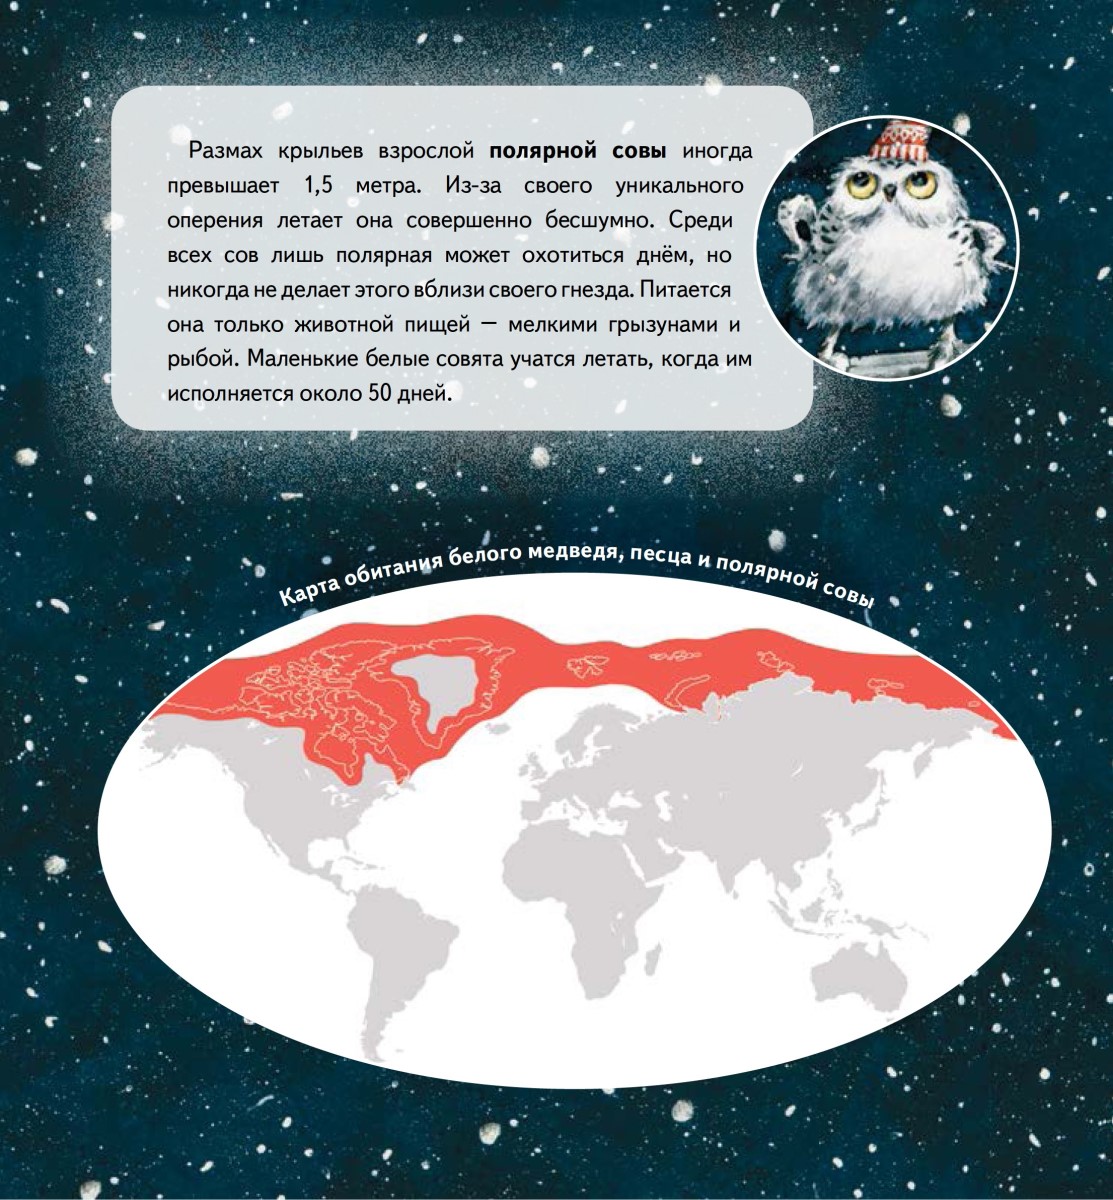 Размах крыльев взрослой полярной совы иногда
превышает 1,5 метра. Из-за своего уникального
оперения летает она совершенно бесшумно. Среди
всех сов лишь полярная может охотиться днём, но
никогда не делает этого вблизи своего гнезда. Питается
она только животной пищей — мелкими грызунами и
рыбой. Маленькие белые совята учатся летать, когда им
исполняется около 50 дней.
Карта обитания белого медведя, песца и полярной совы